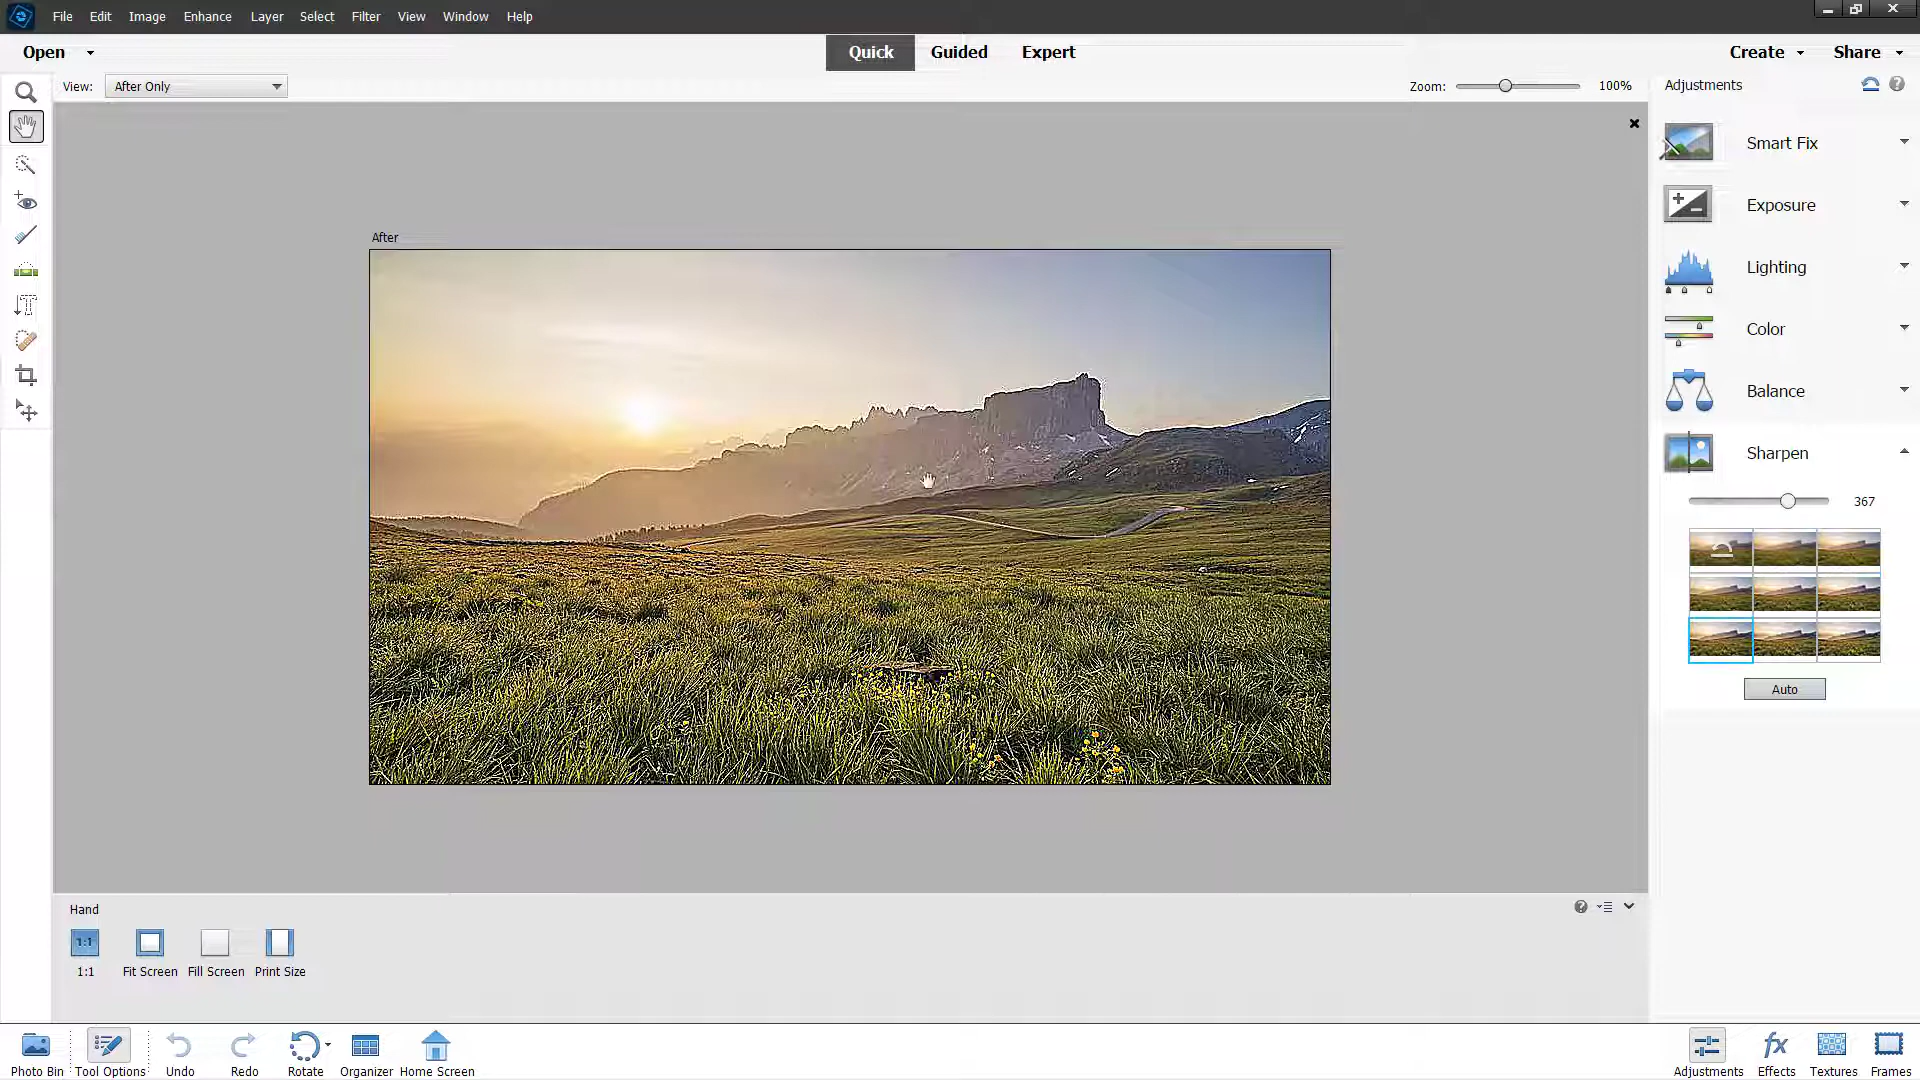 File Edit Image Enhance Layer Select Filter View Window Help
Open Quick Guided Expert Create Share
View: After Only Zoom: 100% Adjustments
Smart Fix
Exposure
After
Lighting
Color
Balance
Sharpen
367
Auto
Hand
1:1
1:1 Fit Screen Fill Screen Print Size
fx
Photo Bin Tool Options Undo Redo Rotate Organizer Home Screen Adjustments Effects Textures Frames